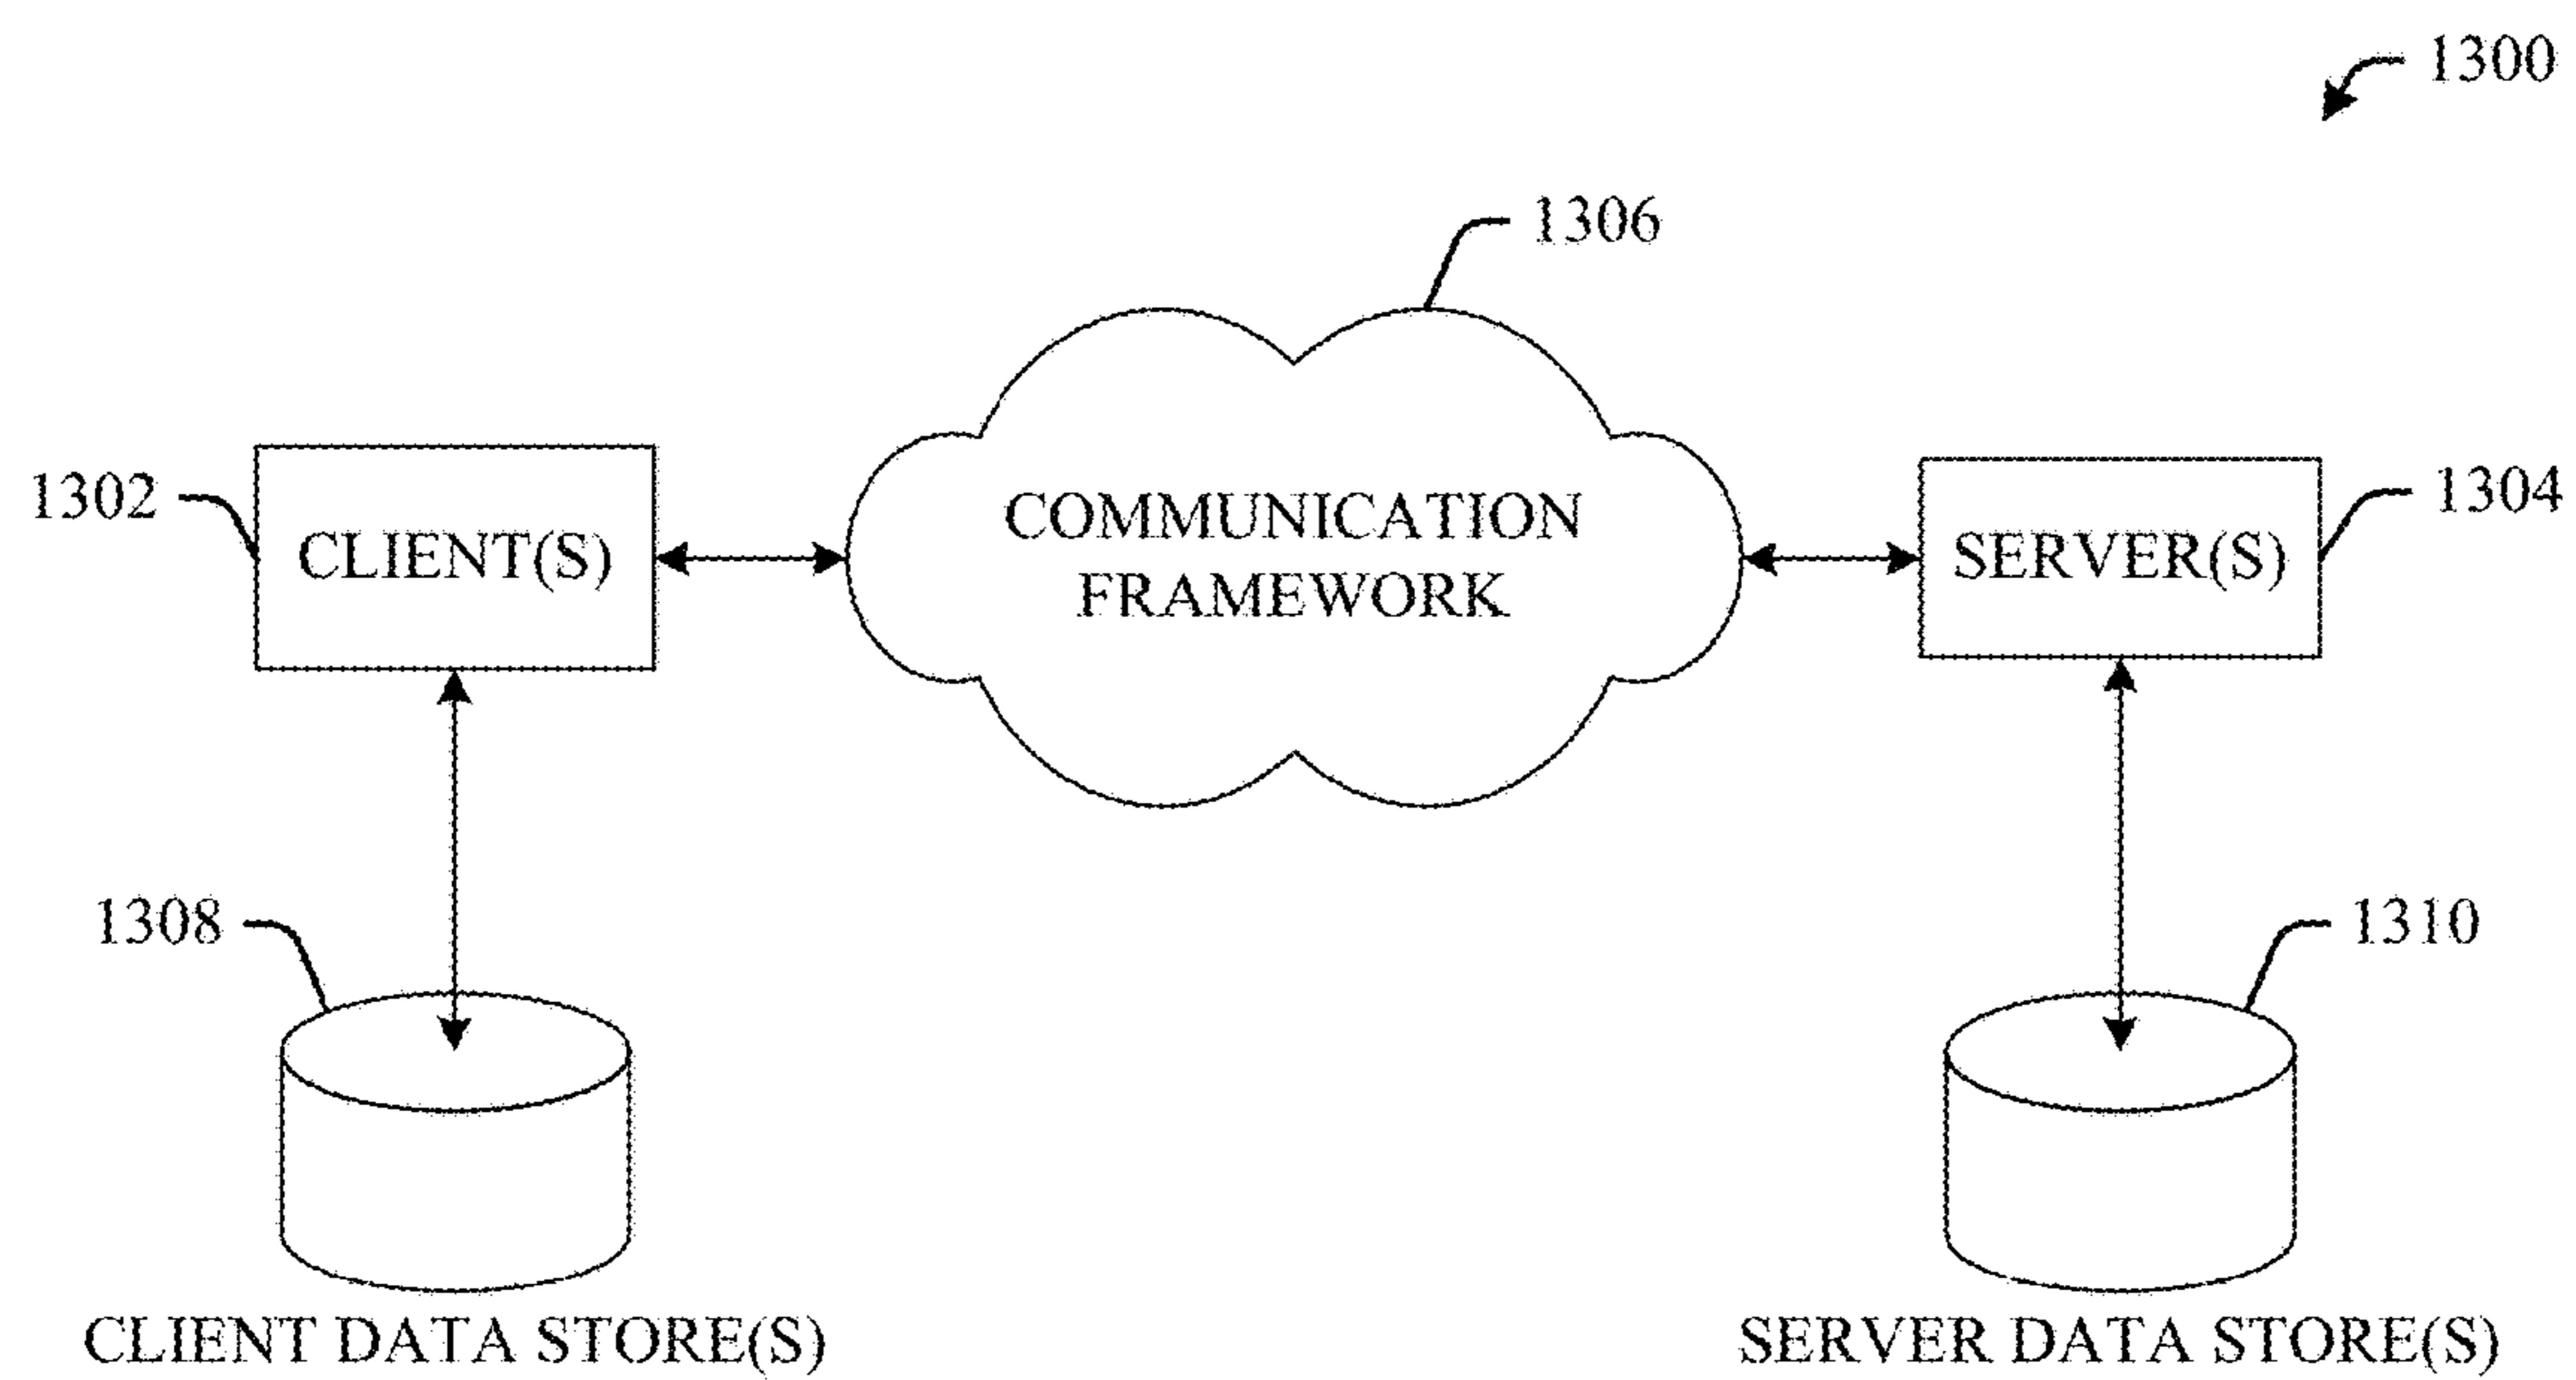 1300
1306
1302
CLIENT(S)
COMMUNICATION
FRAMEWORK
SERVER(S)
1304
1308
1310
CLIENT DATA STORE(S)
SERVER DATA STORE(S)